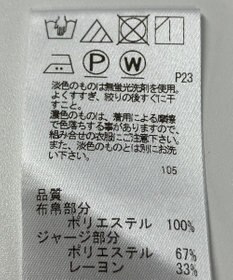 P W
P23
淡色のものは無蛍光洗剤を使用。
よくすすぎ、絞りの後すぐに干
すこと。
濃色のものは、着用による摩擦
で色落ちする事がありますので、
組み合せの衣服にご注意下さい。
また、淡色のものとは別にお洗
い下さい。
105
品質
布帛部分
ポリエステル 100%
ジャージ部分
ポリエステル 67%
レーヨン 33%